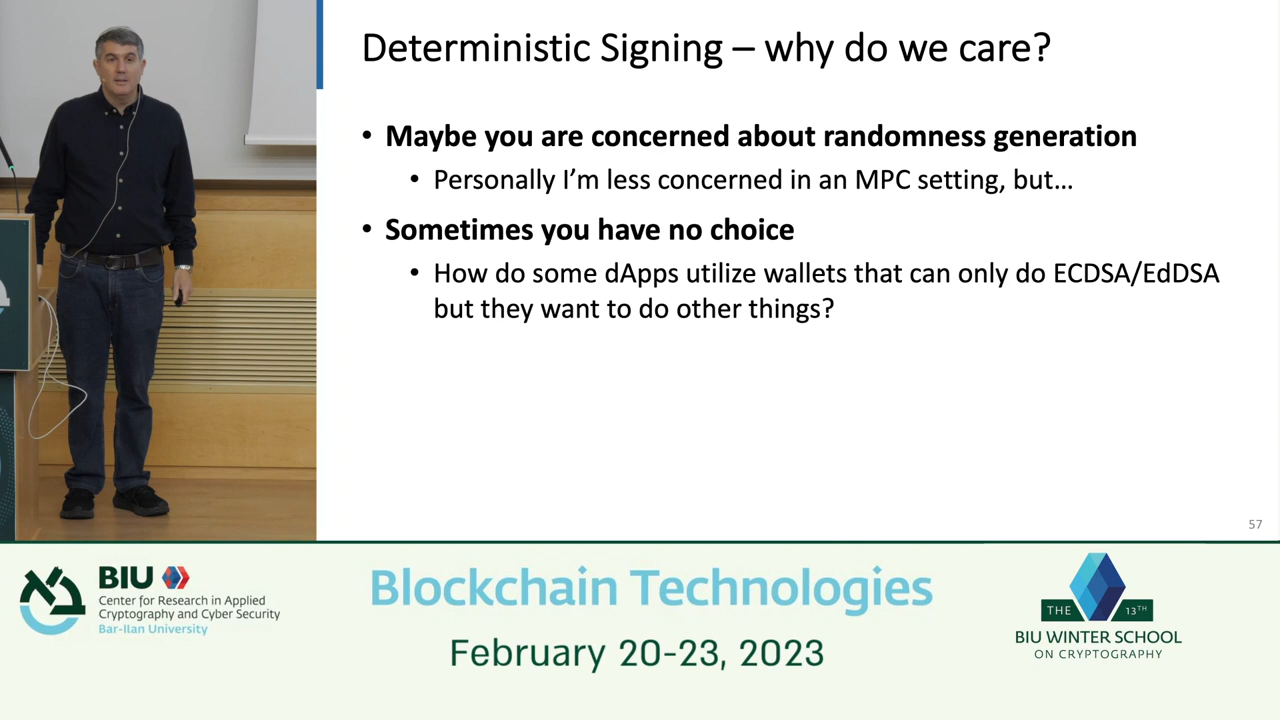 Deterministic Signing – why do we care?
• Maybe you are concerned about randomness generation
• Personally I'm less concerned in an MPC setting, but…
• Sometimes you have no choice
• How do some dApps utilize wallets that can only do ECDSA/EdDSA
but they want to do other things?
57
BIU
Center for Research in Applied
Cryptography and Cyber Security
Bar-Ilan University
Blockchain Technologies
February 20-23, 2023
THE 13TH
BIU WINTER SCHOOL
ON CRYPTOGRAPHY